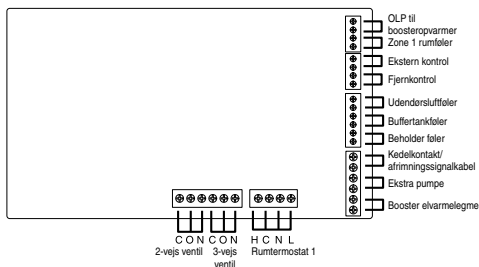 OLP til
boosteropvarmer
Zone 1 rumføler
Ekstern kontrol
Fjernkontrol
Udendørsluftføler
Buffertankføler
Beholder føler
Kedelkontakt/
afrimningssignalkabel
Ekstra pumpe
Booster elvarmelegme
C O N C O N H C N L
2-vejs ventil 3-vejs ventil Rumtermostat 1